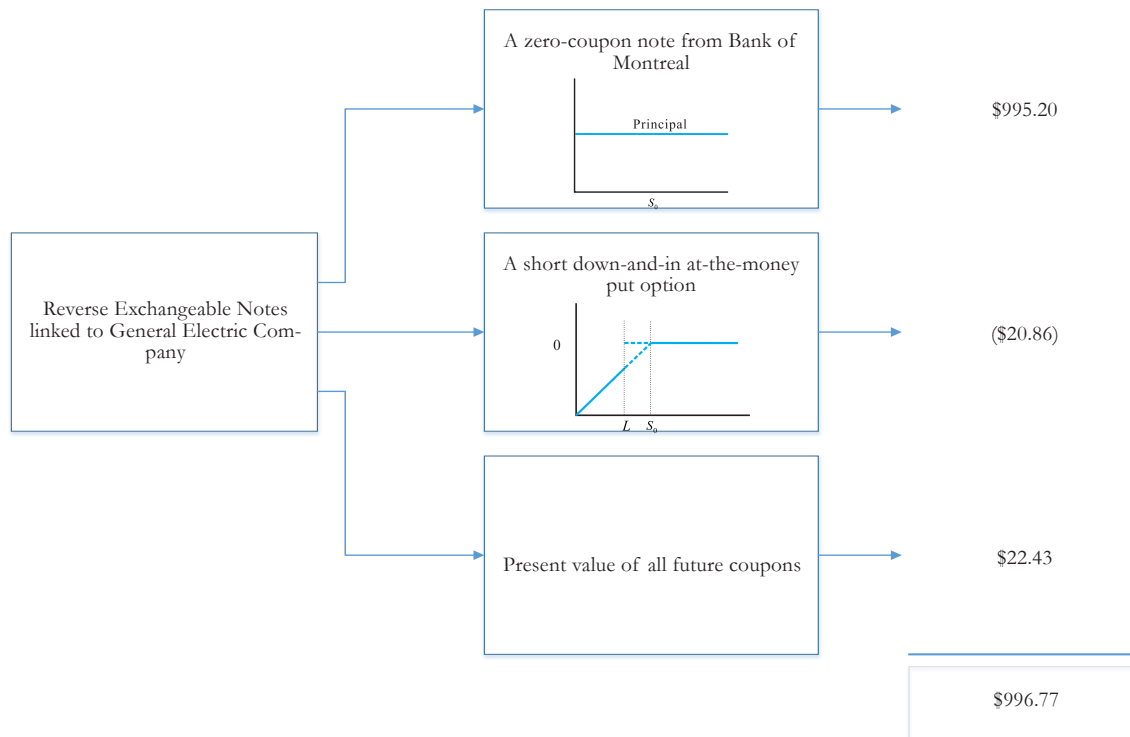 A zero-coupon note from Bank of
Montreal
Principal
S₀
$995.20
Reverse Exchangeable Notes
linked to General Electric Com-
pany
A short down-and-in at-the-money
put option
0
L S₀
($20.86)
Present value of all future coupons
$22.43
$996.77